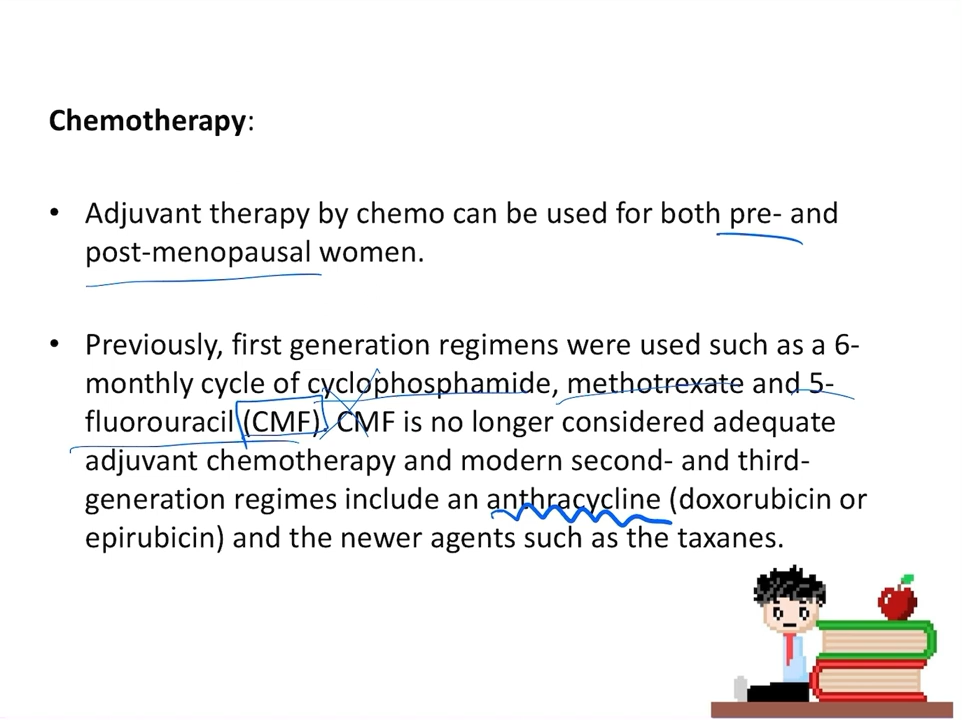 Chemotherapy:
• Adjuvant therapy by chemo can be used for both pre- and
post-menopausal women.
• Previously, first generation regimens were used such as a 6-
monthly cycle of cyclophosphamide, methotrexate and 5-
fluorouracil (CMF). CMF is no longer considered adequate
adjuvant chemotherapy and modern second- and third-
generation regimes include an anthracycline (doxorubicin or
epirubicin) and the newer agents such as the taxanes.